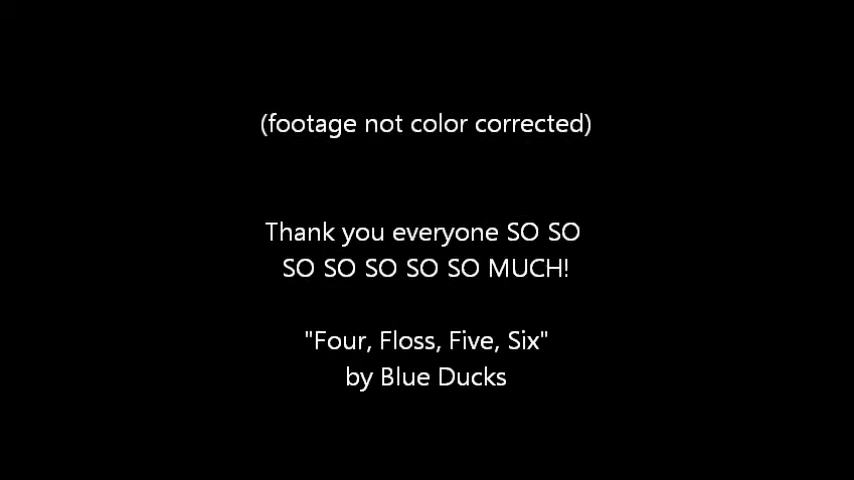 (footage not color corrected)
Thank you everyone SO SO
SO SO SO SO SO MUCH!
"Four, Floss, Five, Six"
by Blue Ducks